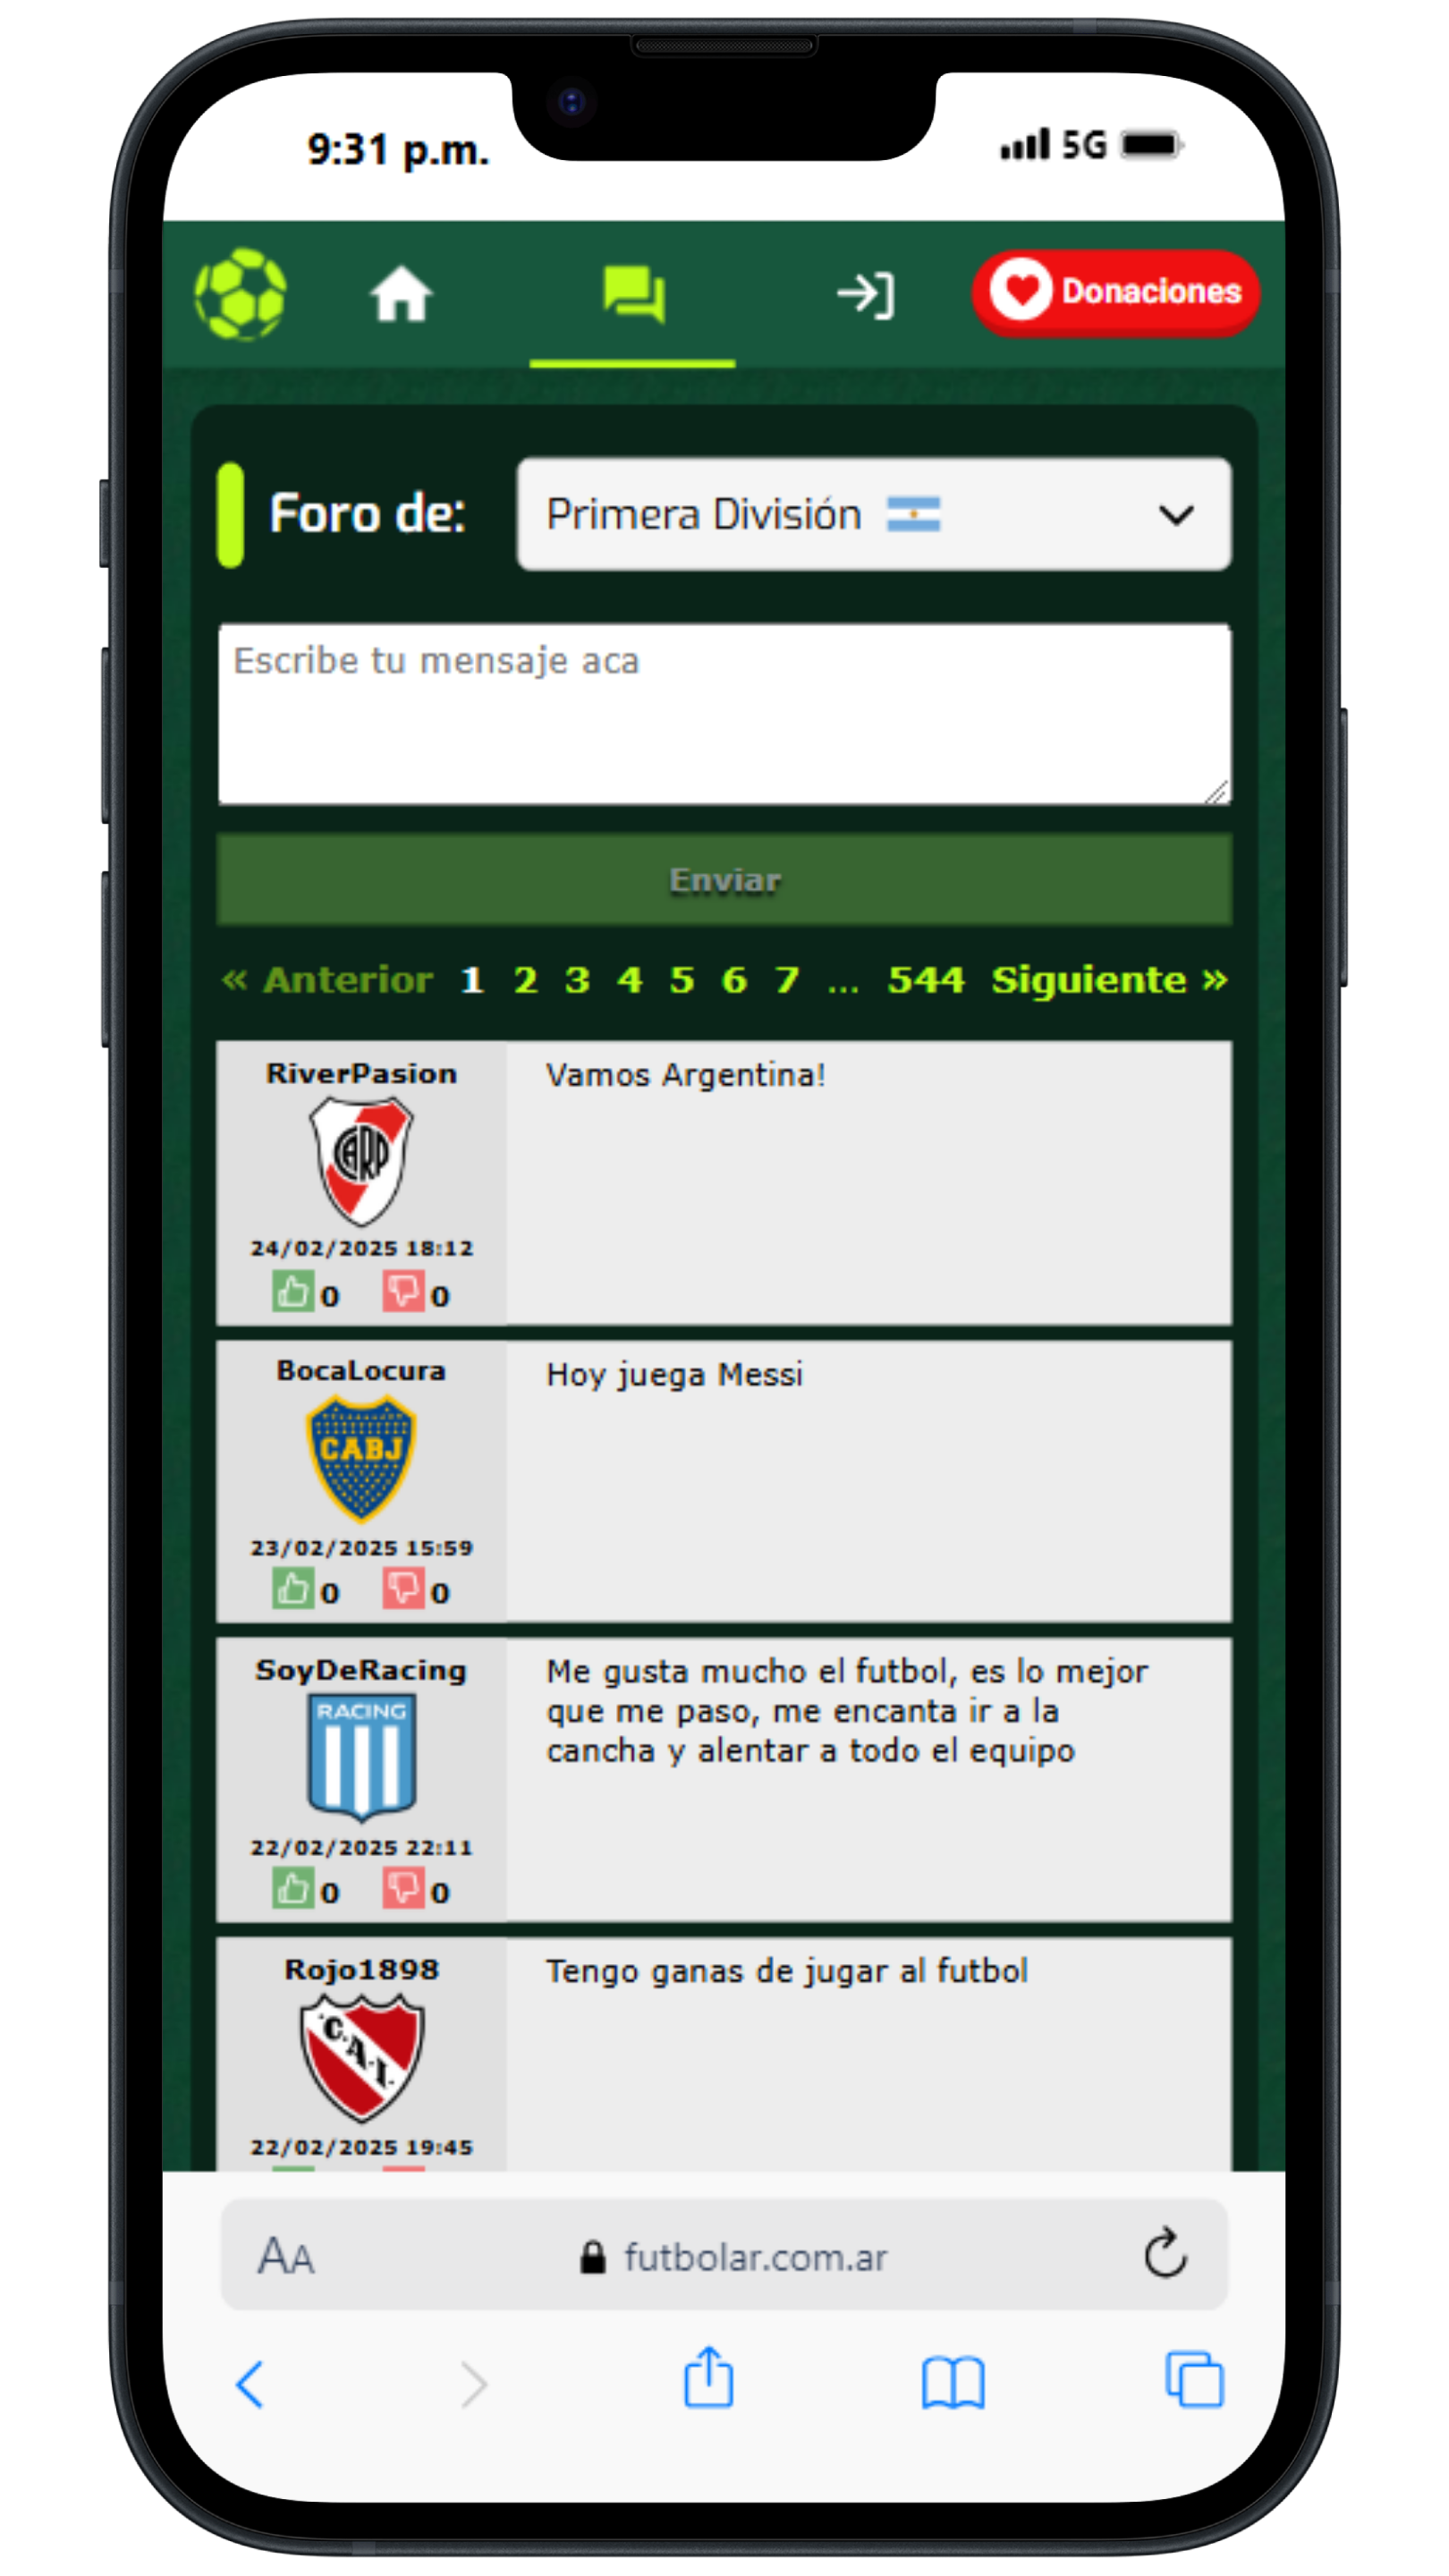 9:31 p.m.
5G
Donaciones
Foro de:
Primera División
Escribe tu mensaje aca
Enviar
« Anterior 1 2 3 4 5 6 7 ... 544 Siguiente »
RiverPasion
Vamos Argentina!
CARP
24/02/2025 18:12
0 0
BocaLocura
Hoy juega Messi
CABJ
23/02/2025 15:59
0 0
SoyDeRacing
Me gusta mucho el futbol, es lo mejor
que me paso, me encanta ir a la
cancha y alentar a todo el equipo
RACING
22/02/2025 22:11
0 0
Rojo1898
Tengo ganas de jugar al futbol
C.A.I.
22/02/2025 19:45
AA
futbolar.com.ar